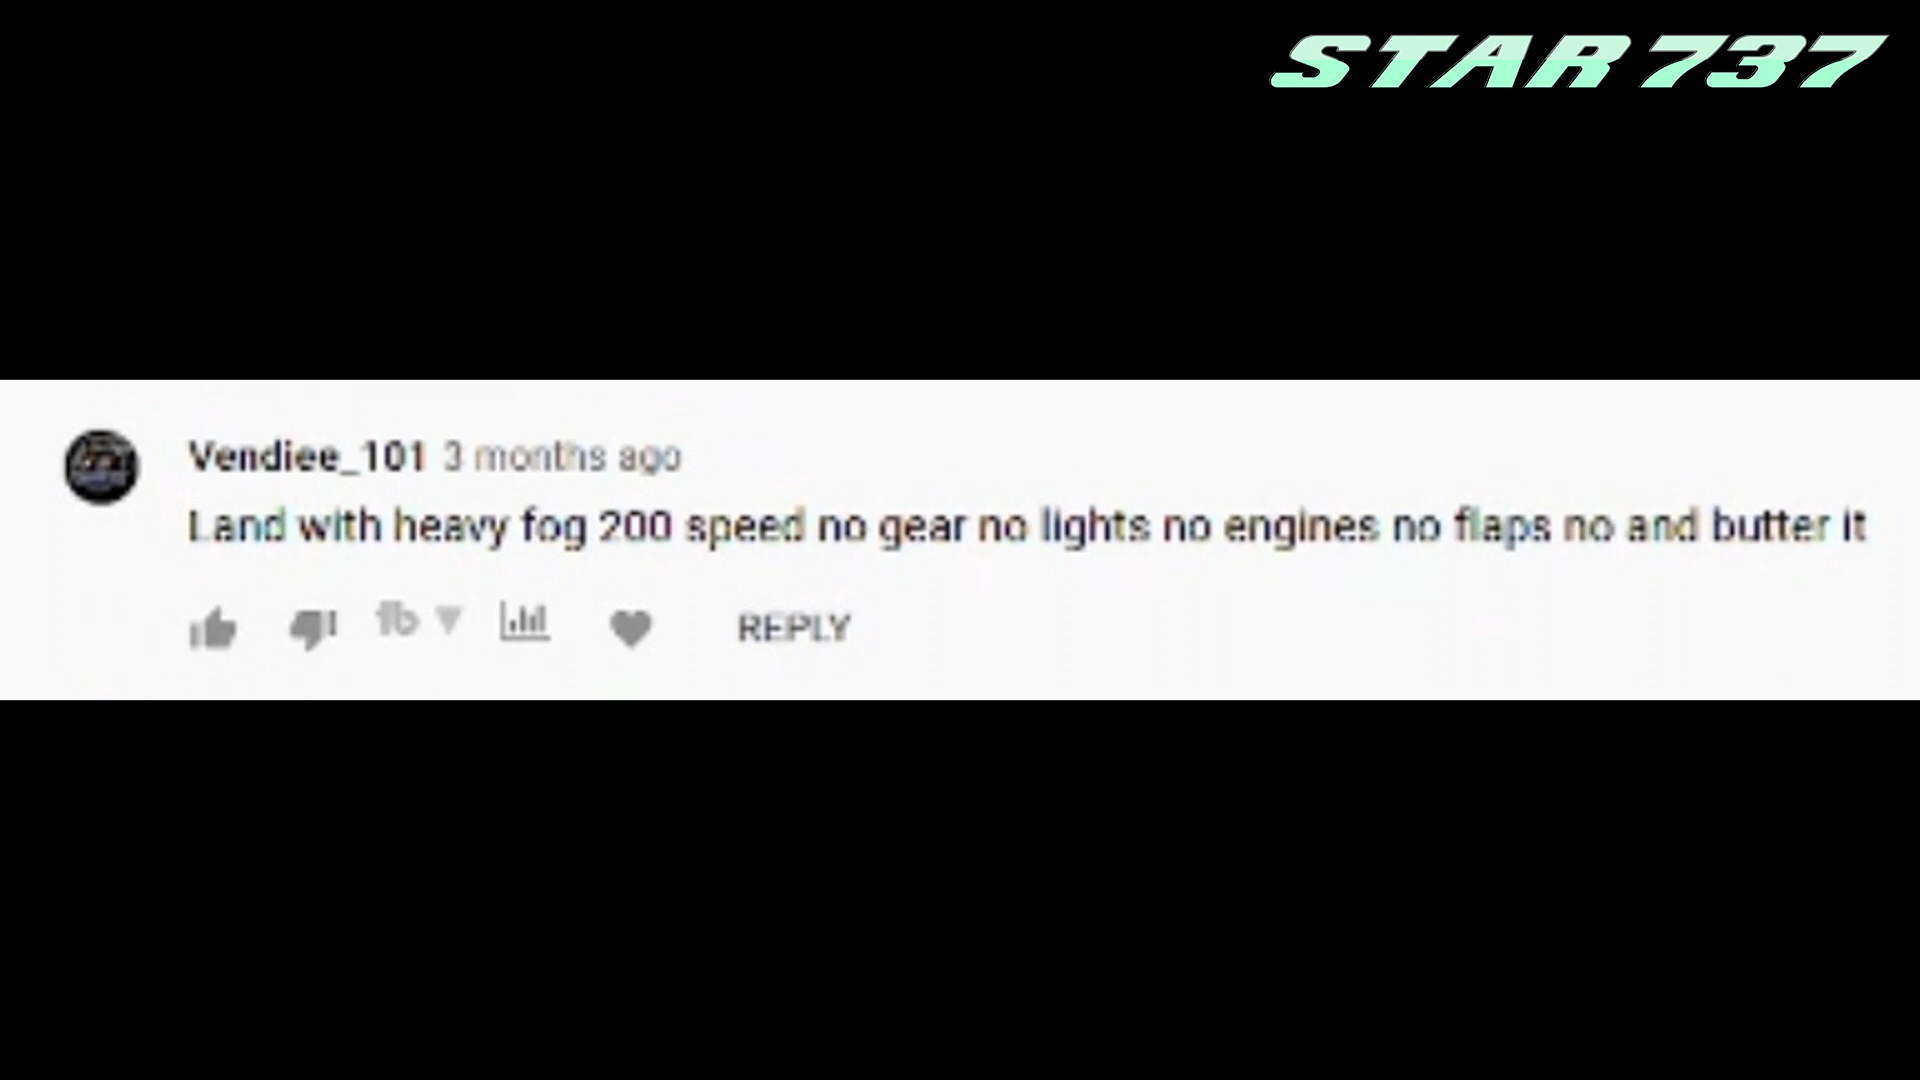 STAR 737
Vendiee_101 3 months ago
Land with heavy fog 200 speed no gear no lights no engines no flaps no and butter it
REPLY